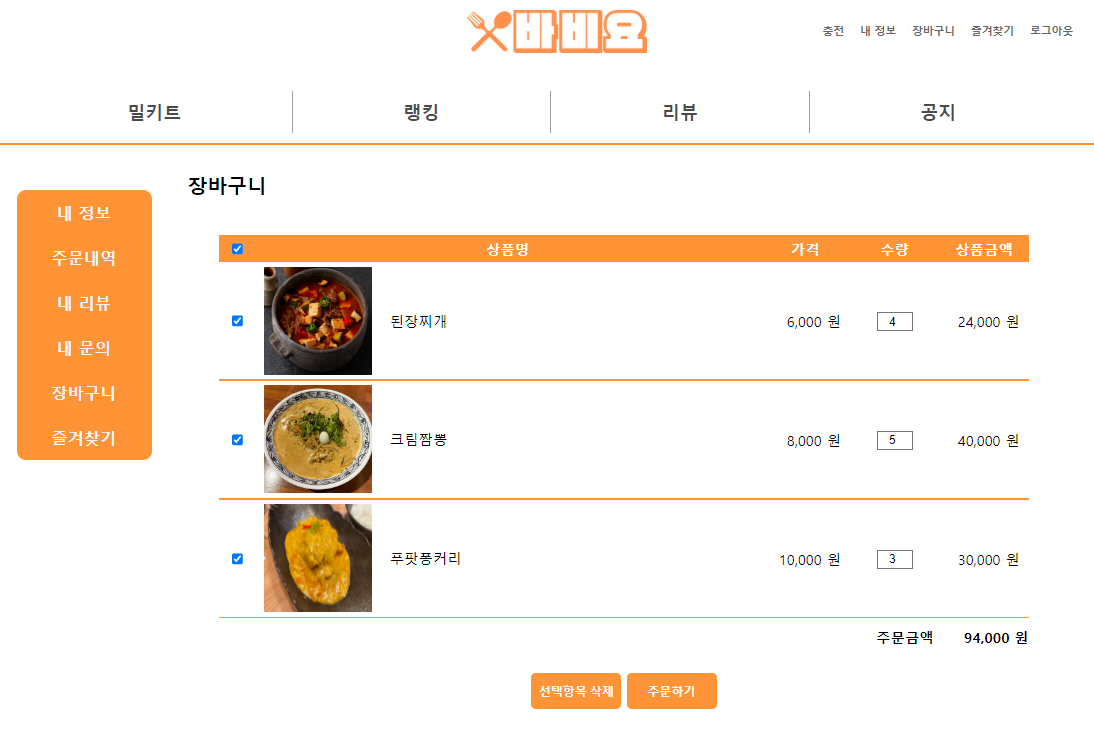 바비요
충전 내 정보 장바구니 즐겨찾기 로그아웃
밀키트 랭킹 리뷰 공지
장바구니
내 정보
주문내역
내 리뷰
내 문의
장바구니
즐겨찾기
상품명 가격 수량 상품금액
된장찌개 6,000 원 4 24,000 원
크림짬뽕 8,000 원 5 40,000 원
푸팟퐁커리 10,000 원 3 30,000 원
주문금액 94,000 원
선택항목 삭제 주문하기